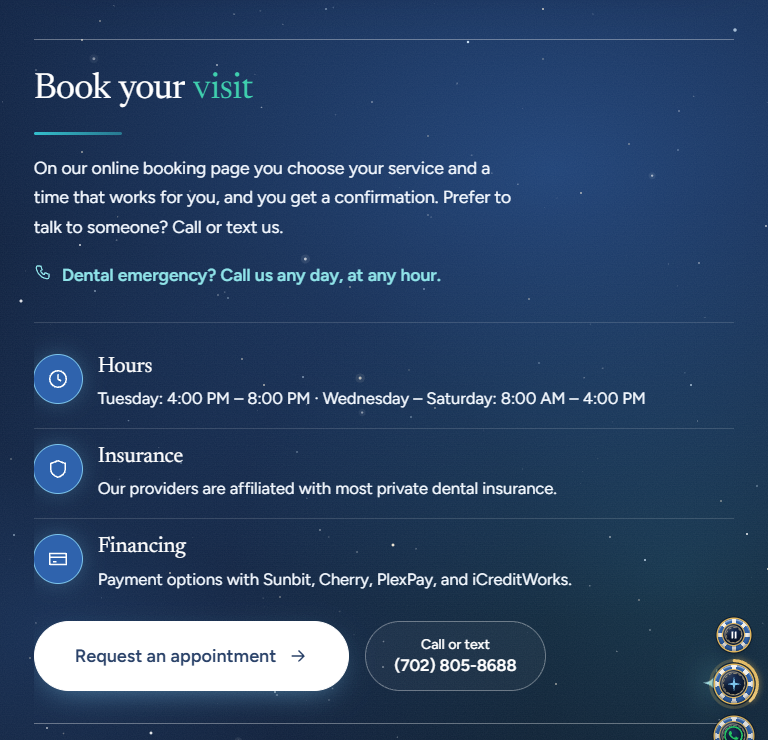 Book your visit
On our online booking page you choose your service and a
time that works for you, and you get a confirmation. Prefer to
talk to someone? Call or text us.
Dental emergency? Call us any day, at any hour.
Hours
Tuesday: 4:00 PM – 8:00 PM · Wednesday – Saturday: 8:00 AM – 4:00 PM
Insurance
Our providers are affiliated with most private dental insurance.
Financing
Payment options with Sunbit, Cherry, PlexPay, and iCreditWorks.
Request an appointment →
Call or text
(702) 805-8688